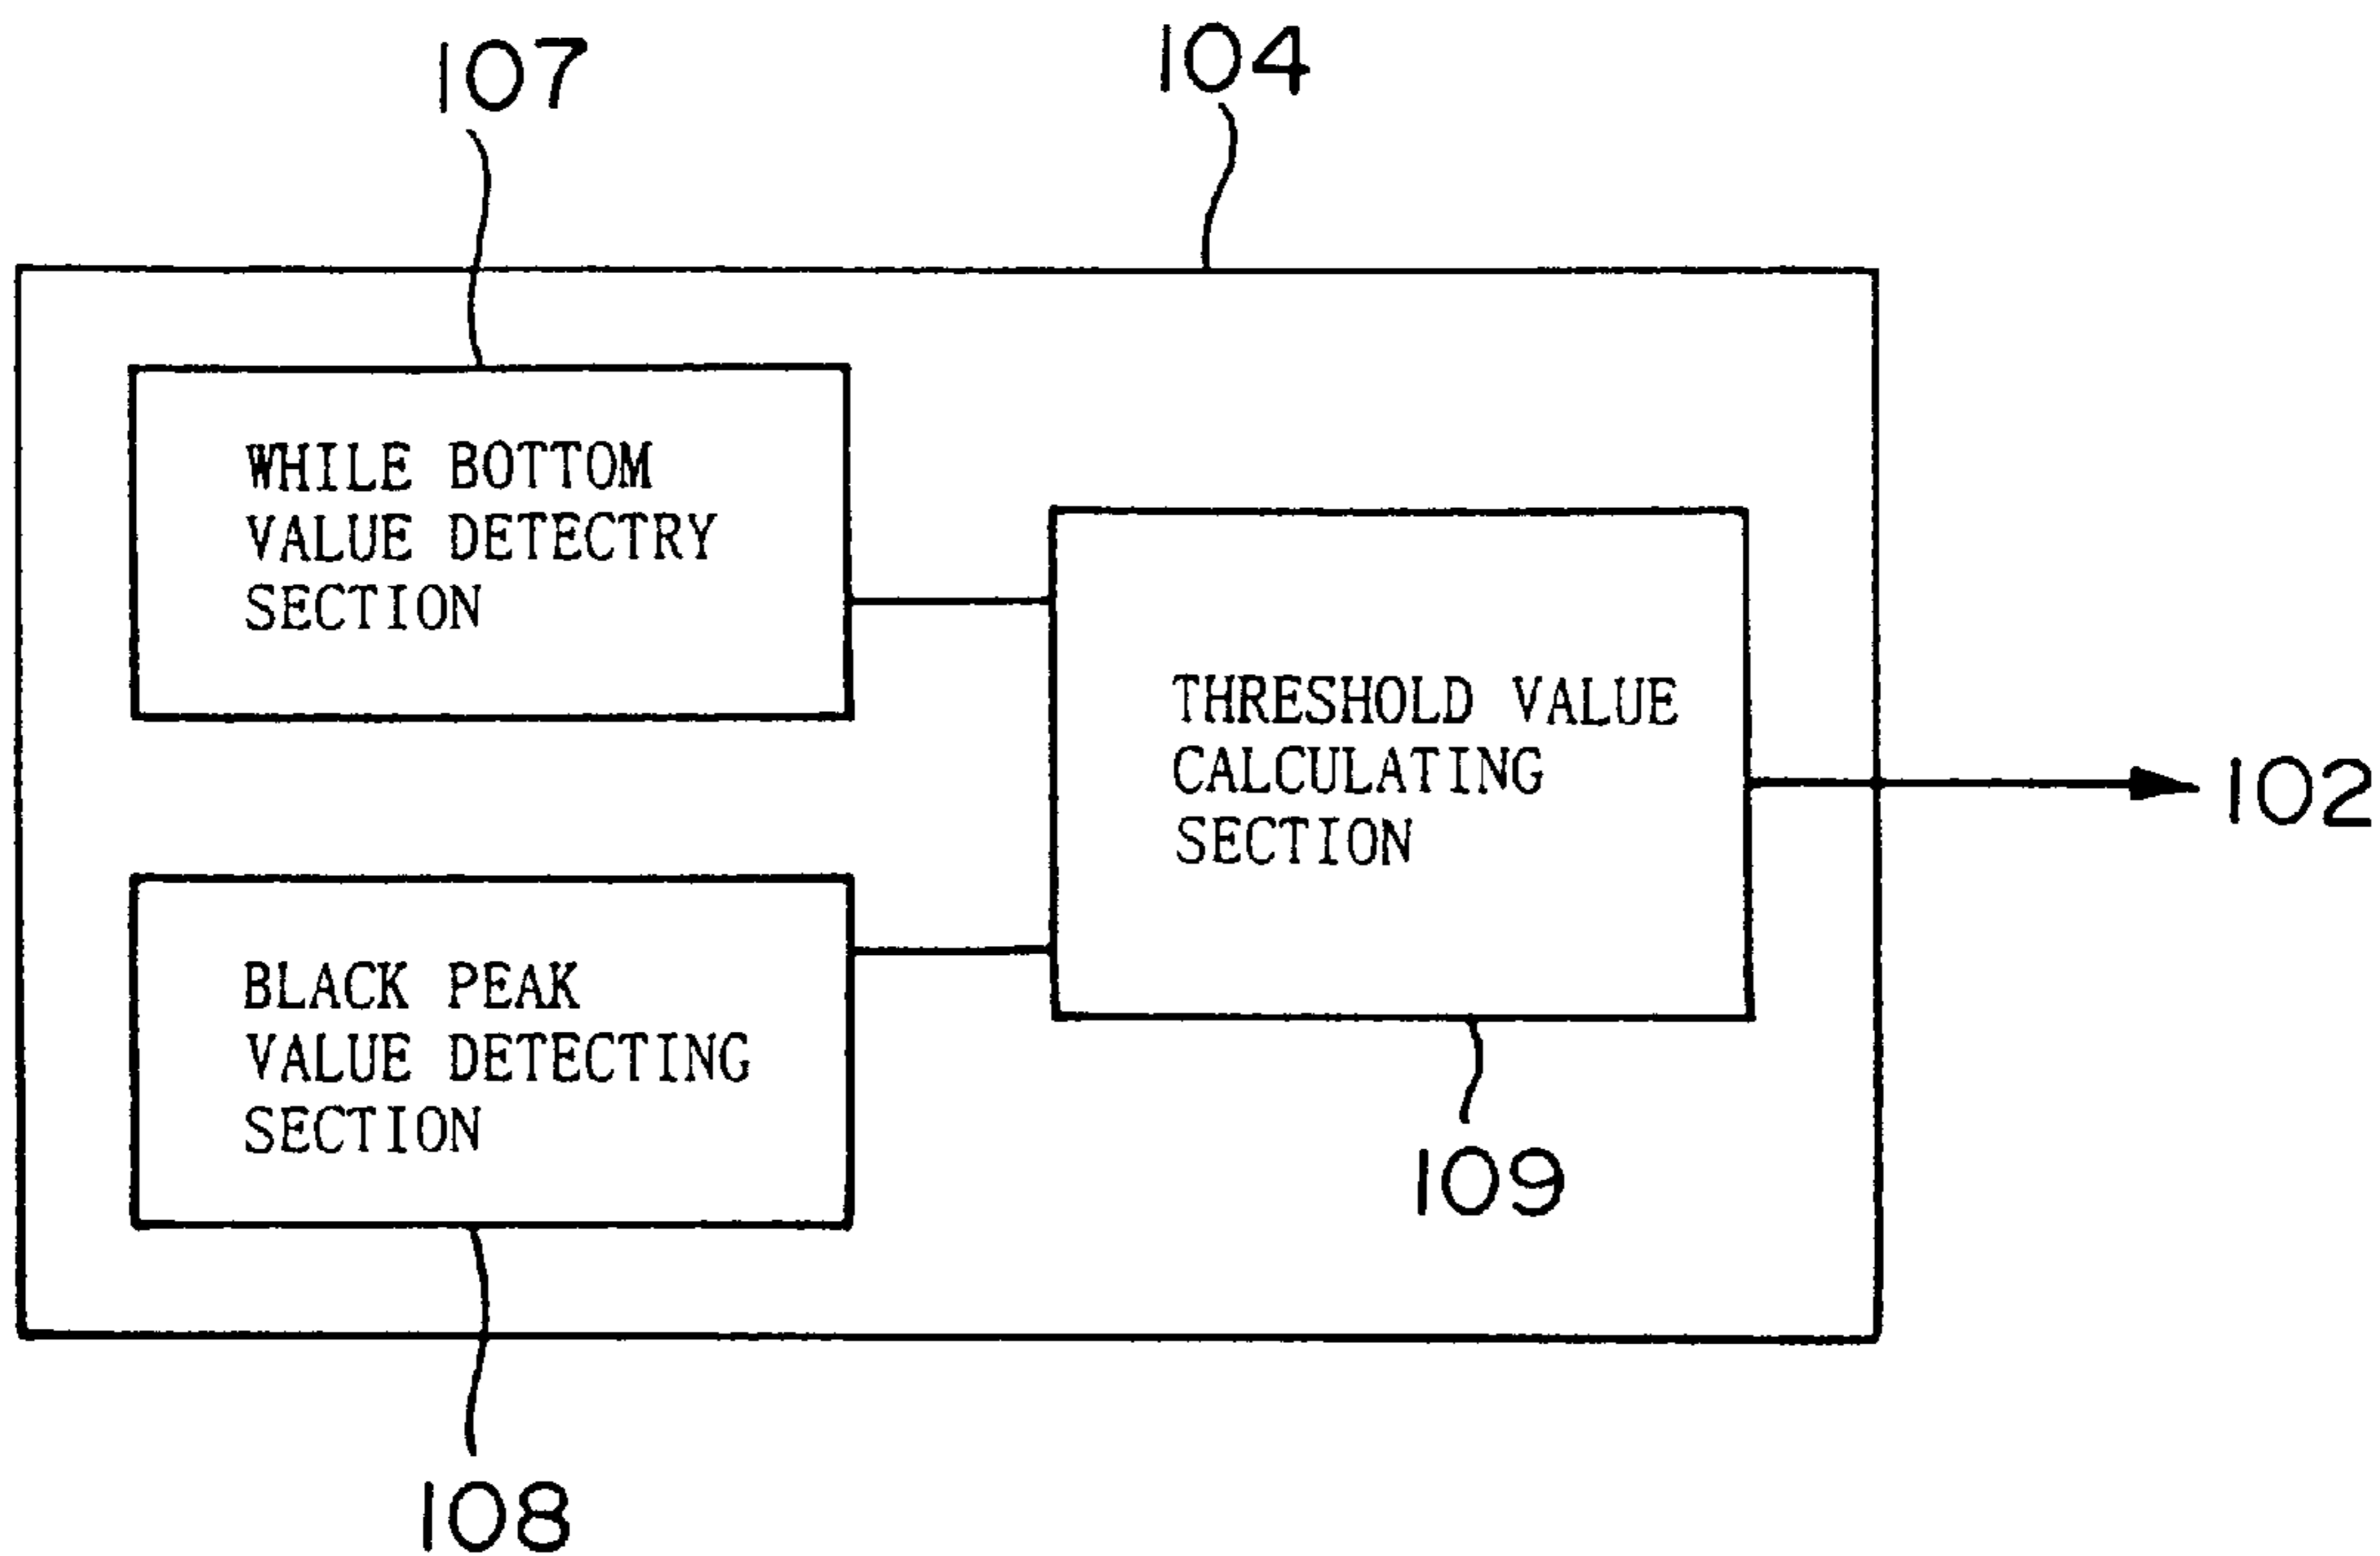 107
104
WHILE BOTTOM
VALUE DETECTRY
SECTION
THRESHOLD VALUE
CALCULATING
SECTION
102
BLACK PEAK
VALUE DETECTING
SECTION
109
108